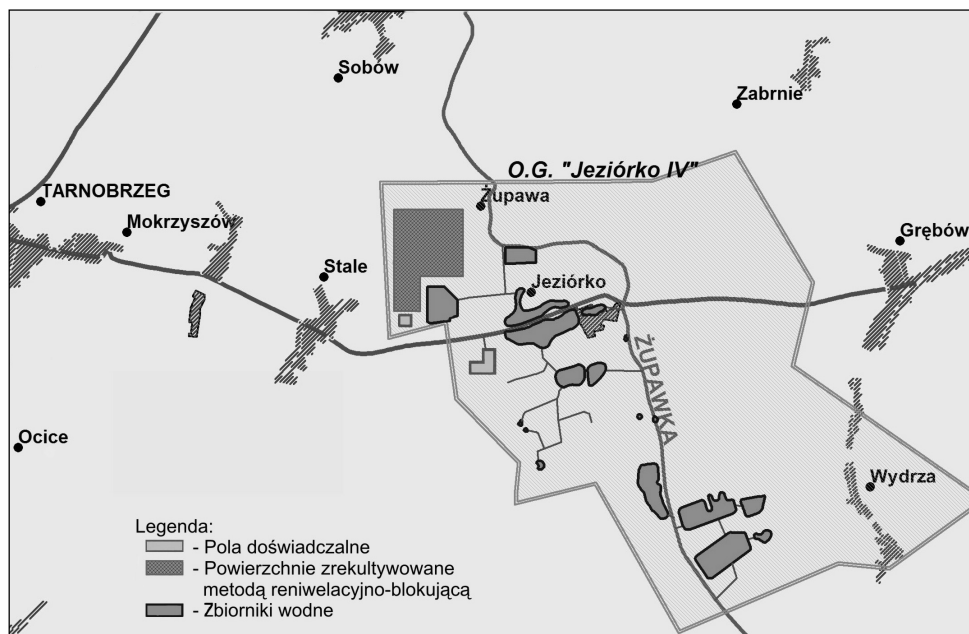 Sobów
Zabrnie
O.G. "Jeziórko IV"
TARNOBRZEG
Żupawa
Mokrzyszów
Grębów
Stale
Jeziórko
ŻUPAWKA
Ocice
Wydrza
Legenda:
- Pola doświadczalne
- Powierzchnie zrekultywowane
metodą reniwelacyjno-blokującą
- Zbiorniki wodne